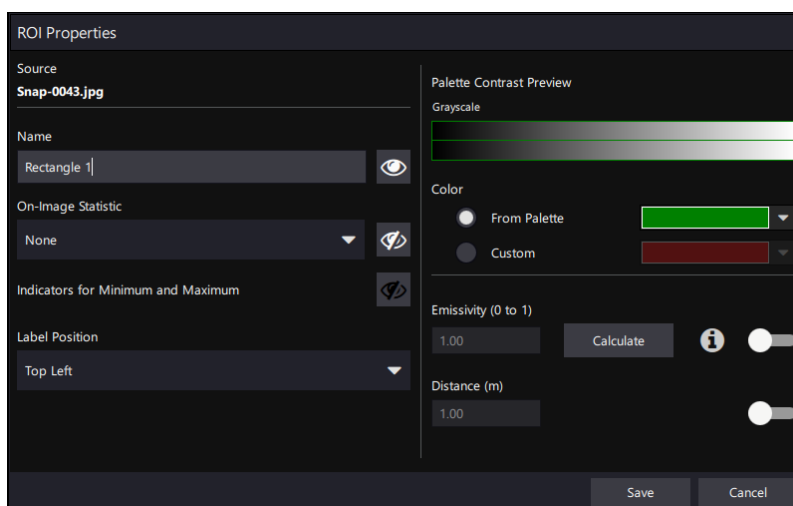 ROI Properties
Source
Snap-0043.jpg
Name
Rectangle 1
On-Image Statistic
None
Indicators for Minimum and Maximum
Label Position
Top Left
Palette Contrast Preview
Grayscale
Color
From Palette
Custom
Emissivity (0 to 1)
1.00 Calculate
Distance (m)
1.00
Save Cancel